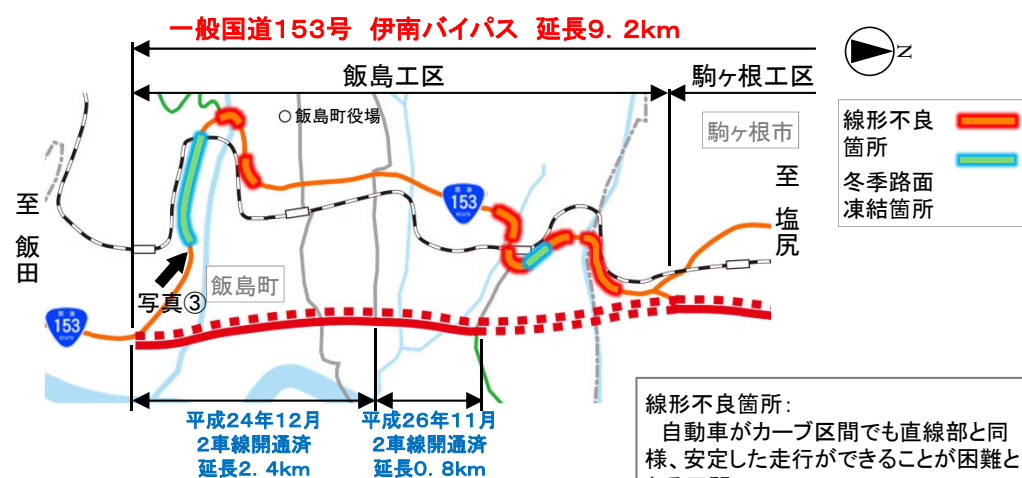 一般国道153号 伊南バイパス 延長9.2km
N
飯島工区
駒ヶ根工区
飯島町役場
駒ヶ根市
線形不良
箇所
冬季路面
凍結箇所
至 飯田
至 塩尻
153
ROUTE
飯島町
写真③
153
ROUTE
平成24年12月
2車線開通済
延長2.4km
平成26年11月
2車線開通済
延長0.8km
線形不良箇所:
自動車がカーブ区間でも直線部と同
様、安定した走行ができることが困難と